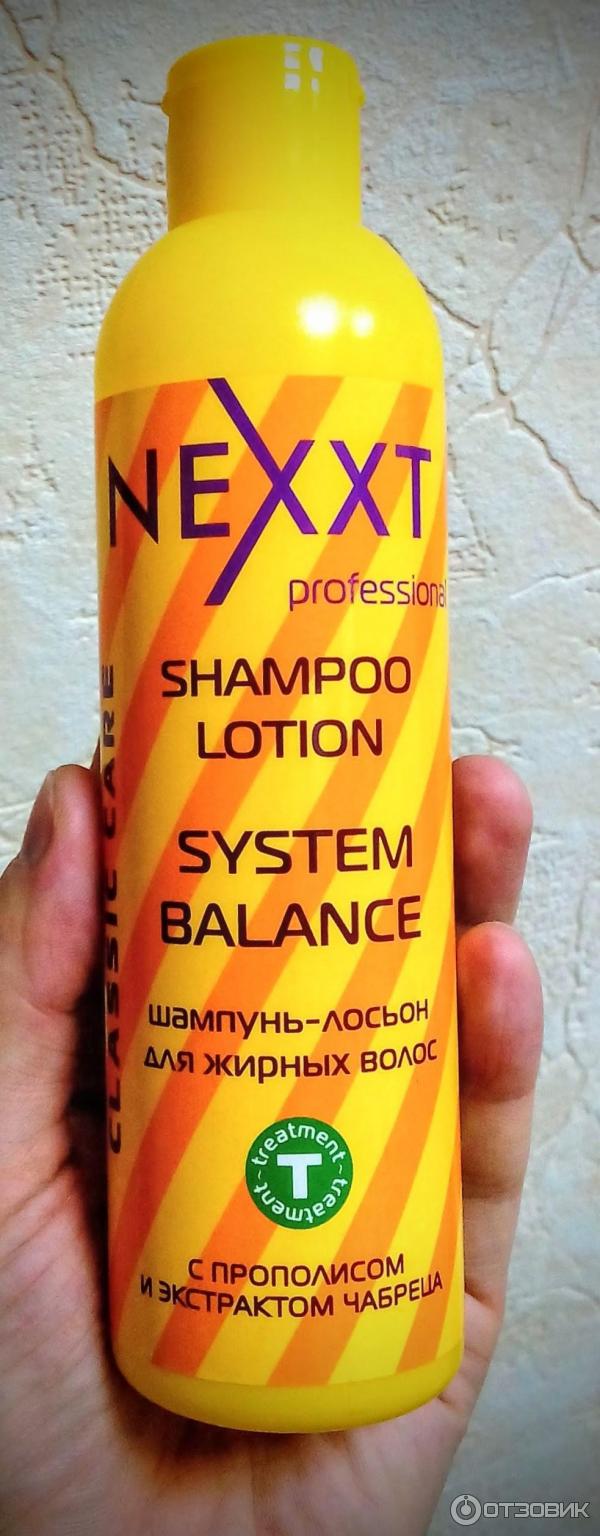 NEXXT
professional
SHAMPOO
LOTION
SYSTEM
BALANCE
шампунь-лосьон
для жирных волос
~treatment~treatment
T
С ПРОПОЛИСОМ
И ЭКСТРАКТОМ ЧАБРЕЦА
CLASSIC CARE
ОТЗОВИК